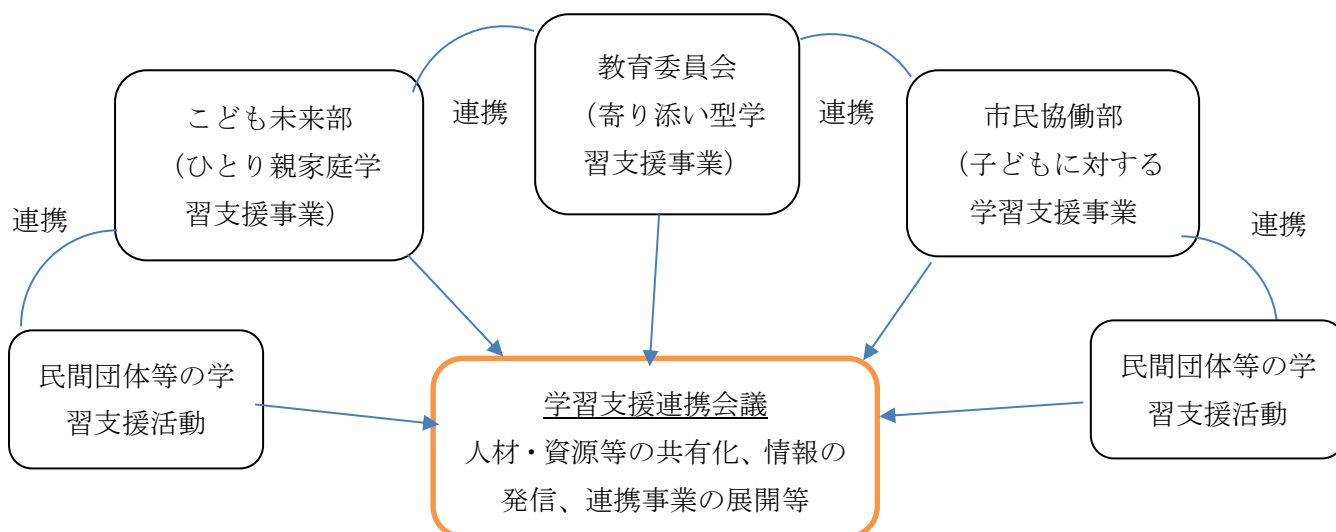 教育委員会
（寄り添い型学
習支援事業）
こども未来部
（ひとり親家庭学
習支援事業）
市民協働部
（子どもに対する
学習支援事業
連携
連携
連携
連携
民間団体等の学
習支援活動
学習支援連携会議
人材・資源等の共有化、情報の
発信、連携事業の展開等
民間団体等の学
習支援活動